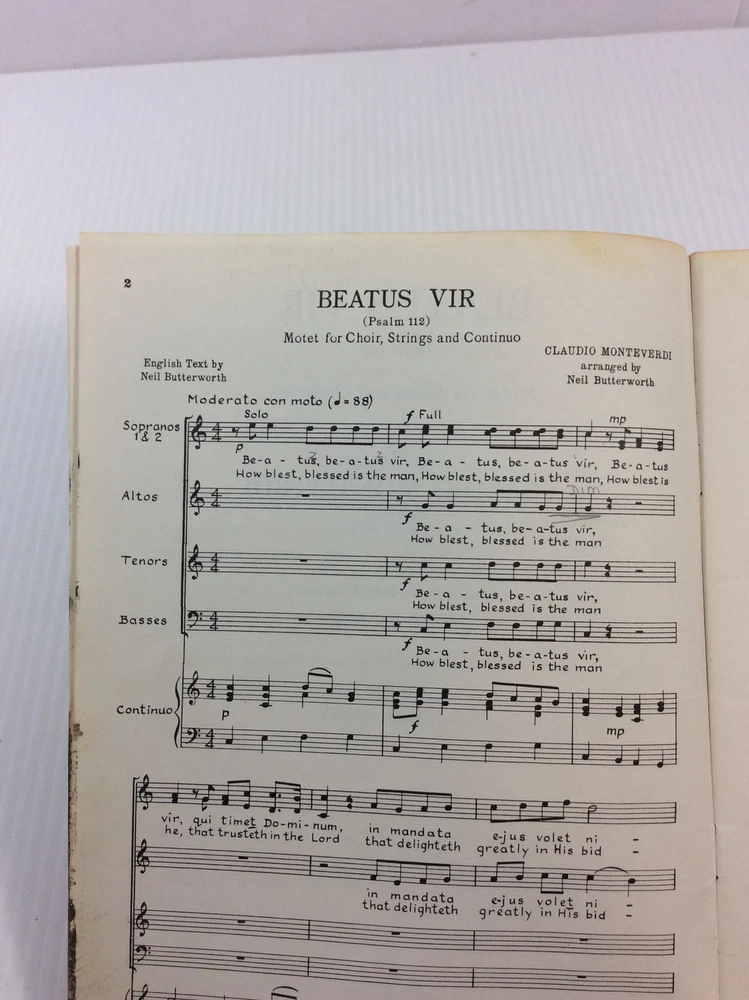 2
BEATUS VIR
(Psalm 112)
Motet for Choir, Strings and Continuo
English Text by
Neil Butterworth
CLAUDIO MONTEVERDI
arranged by
Neil Butterworth
Moderato con moto (♩=88)
Solo f Full mp
Sopranos
1 & 2
p
Be-a - tus, be-a-tus vir, Be-a - tus, be-a-tus vir, Be-a-tus
How blest, blessed is the man, How blest, blessed is the man, How blest is
DIM
Altos
f
Be-a - tus, be-a-tus vir,
How blest, blessed is the man
Tenors
f
Be-a - tus, be-a-tus vir,
How blest, blessed is the man
Basses
f
Be-a - tus, be-a-tus vir,
How blest, blessed is the man
Continuo
p f mp
vir, qui timet Do-mi-num, in mandata e-jus volet ni -
he, that trusteth in the Lord that delighteth greatly in His bid -
in mandata e-jus volet ni -
that delighteth greatly in His bid -